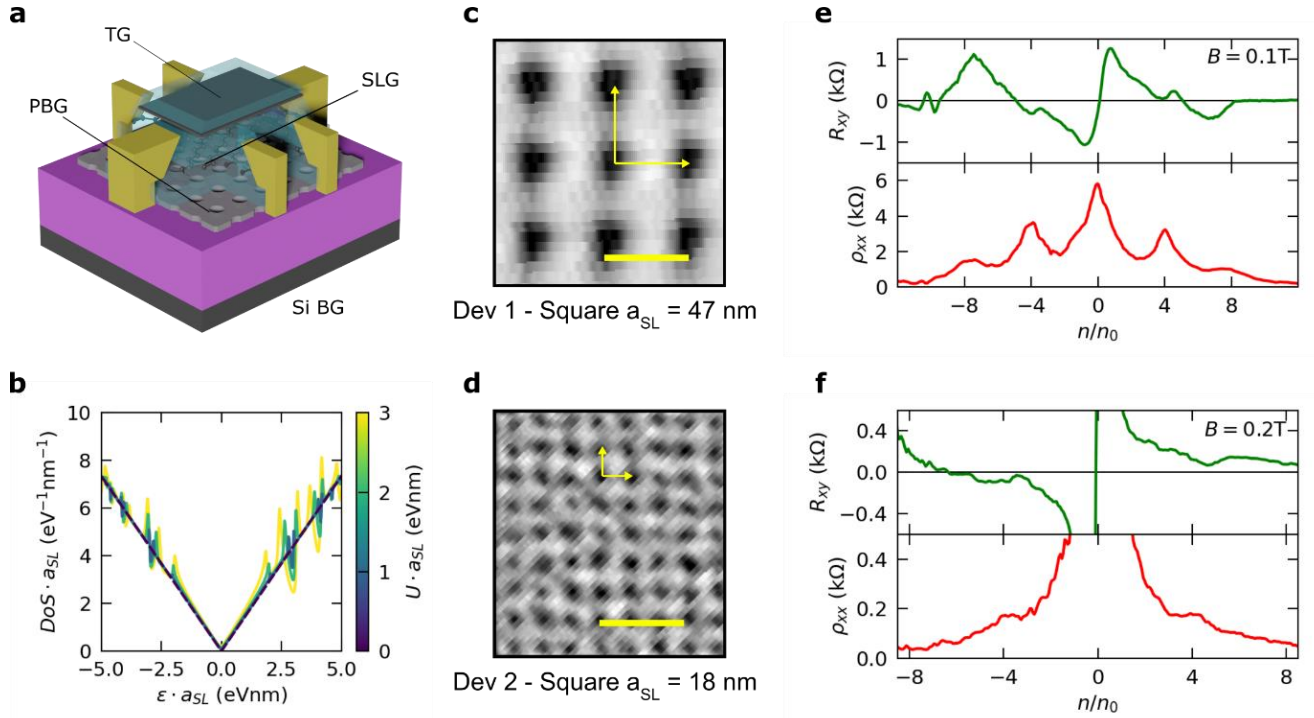 a
TG
SLG
PBG
Si BG
b
DoS · a_SL (eV⁻¹nm⁻¹)
10
8
6
4
2
0
−5.0 −2.5 0.0 2.5 5.0
ε · a_SL (eVnm)
3
2
1
0
U · a_SL (eVnm)
c
Dev 1 - Square a_SL = 47 nm
d
Dev 2 - Square a_SL = 18 nm
e
B = 0.1T
R_xy (kΩ)
1
0
−1
ρ_xx (kΩ)
6
4
2
0
−8 −4 0 4 8
n/n₀
f
B = 0.2T
R_xy (kΩ)
0.4
0.0
−0.4
ρ_xx (kΩ)
0.4
0.2
0.0
−8 −4 0 4 8
n/n₀